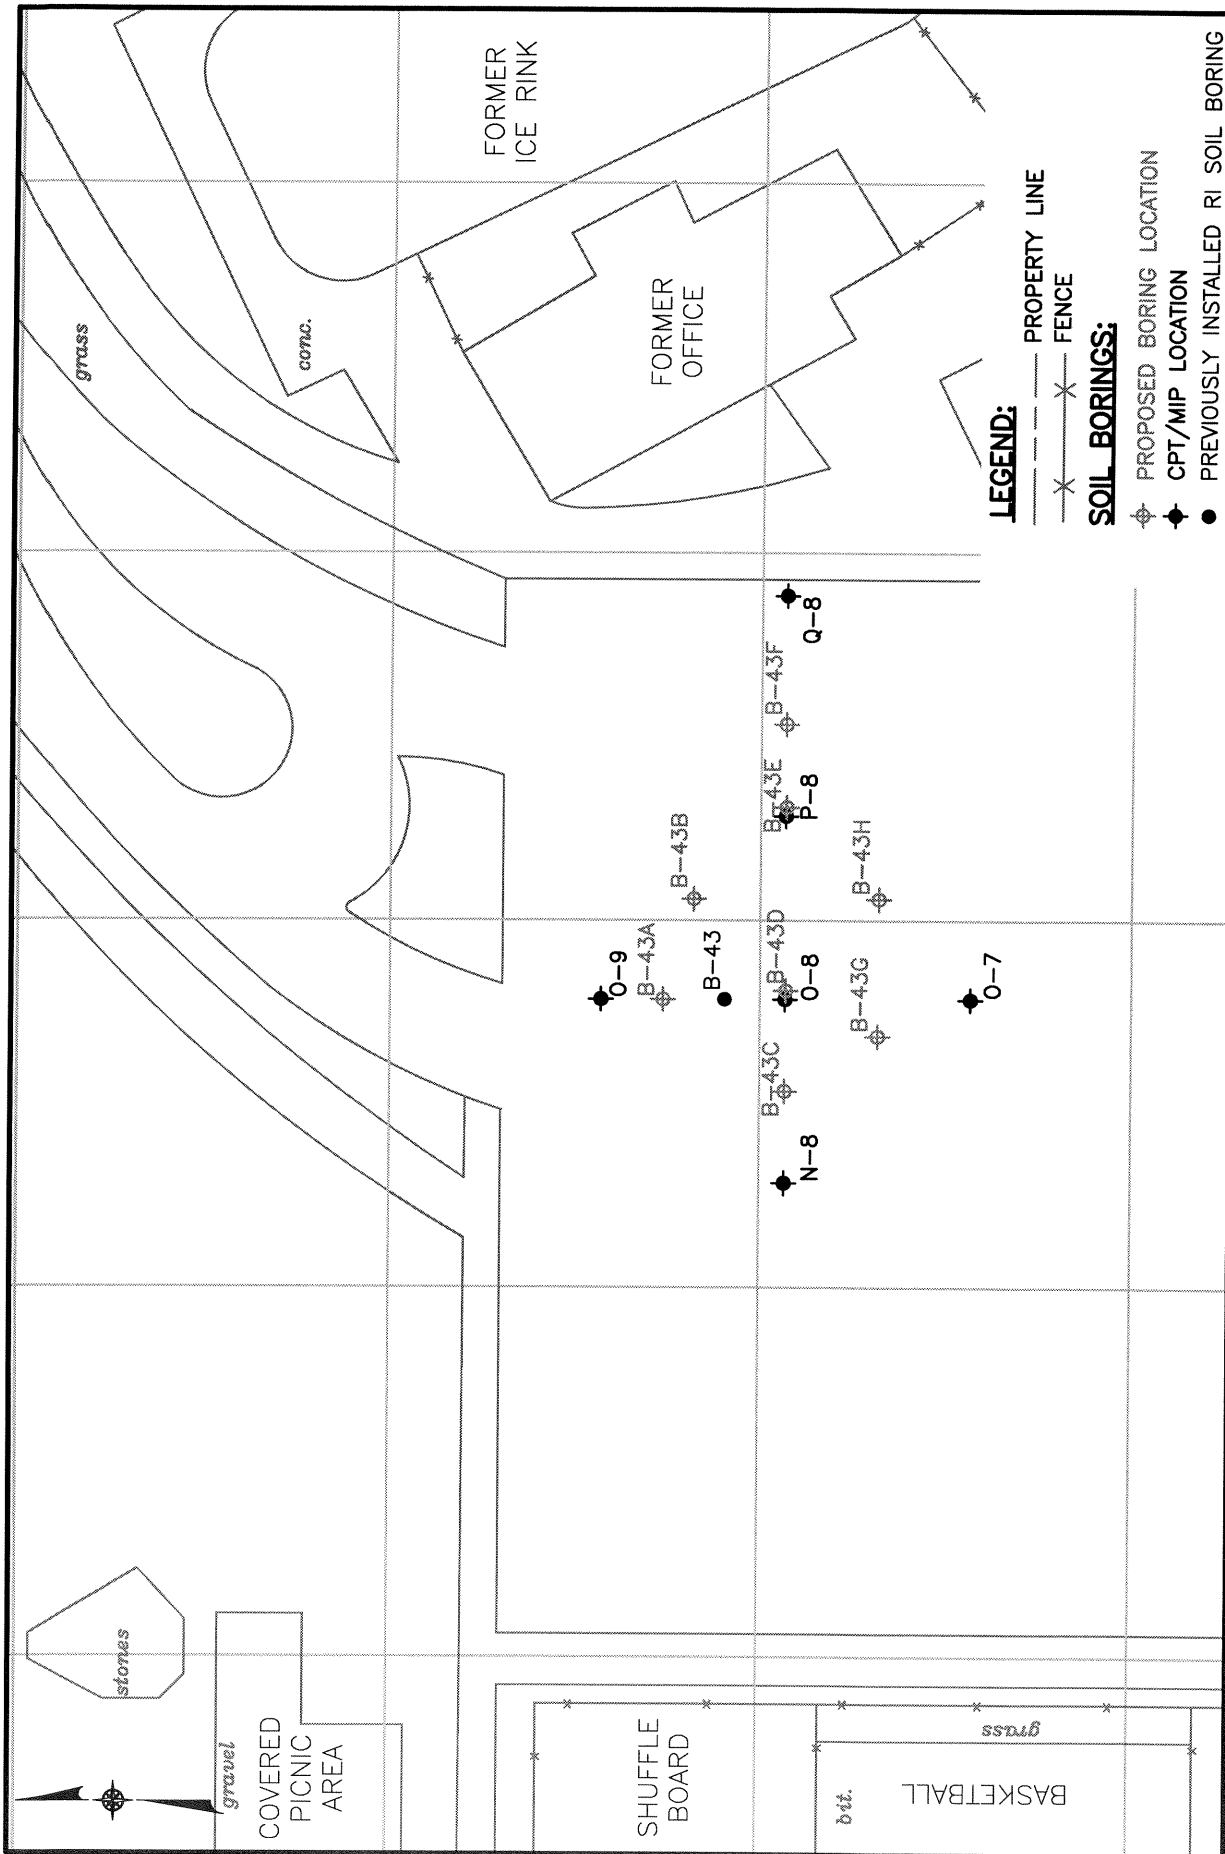 grass
conc.
FORMER
ICE RINK
FORMER
OFFICE
stones
gravel
COVERED
PICNIC
AREA
SHUFFLE
BOARD
bit.
grass
BASKETBALL
O-9
B-43A
B-43B
B-43
B-43C
B-43D
B-43E
B-43F
N-8
O-8
P-8
Q-8
B-43G
B-43H
O-7
LEGEND:
PROPERTY LINE
FENCE
SOIL BORINGS:
PROPOSED BORING LOCATION
CPT/MIP LOCATION
PREVIOUSLY INSTALLED RI SOIL BORING